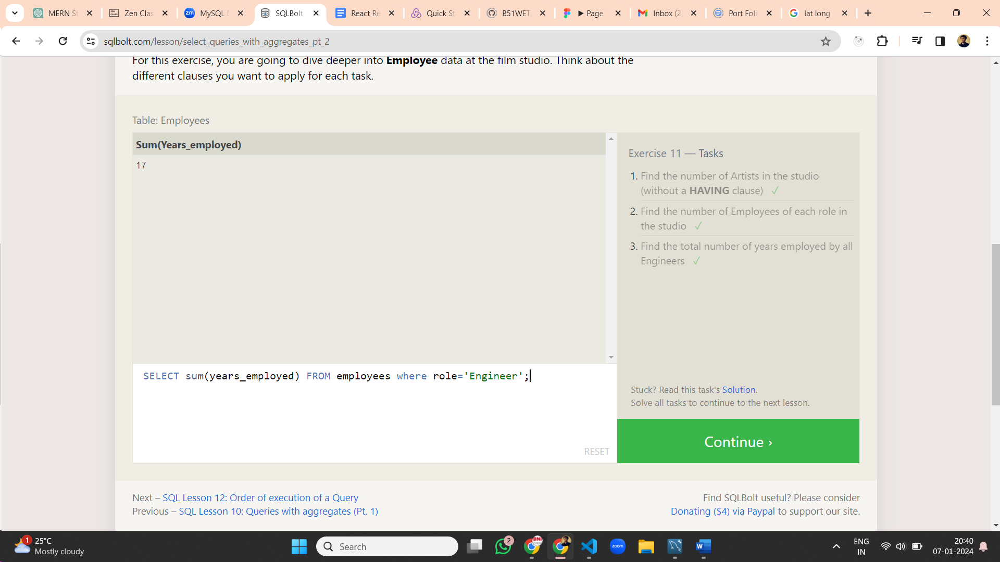 MERN St
Zen Clas
MySQL D
SQLBolt
React Re
Quick St
B51WET
▶ Page
Inbox (2
Port Foli
lat long
sqlbolt.com/lesson/select_queries_with_aggregates_pt_2
For this exercise, you are going to dive deeper into Employee data at the film studio. Think about the
different clauses you want to apply for each task.
Table: Employees
Sum(Years_employed)
17
SELECT sum(years_employed) FROM employees where role='Engineer';
RESET
Exercise 11 — Tasks
1. Find the number of Artists in the studio
(without a HAVING clause) ✓
2. Find the number of Employees of each role in
the studio ✓
3. Find the total number of years employed by all
Engineers ✓
Stuck? Read this task's Solution.
Solve all tasks to continue to the next lesson.
Continue ›
Next – SQL Lesson 12: Order of execution of a Query
Previous – SQL Lesson 10: Queries with aggregates (Pt. 1)
Find SQLBolt useful? Please consider
Donating ($4) via Paypal to support our site.
1
25°C
Mostly cloudy
Search
2
BNI
zoom
W
ENG
IN
20:40
07-01-2024